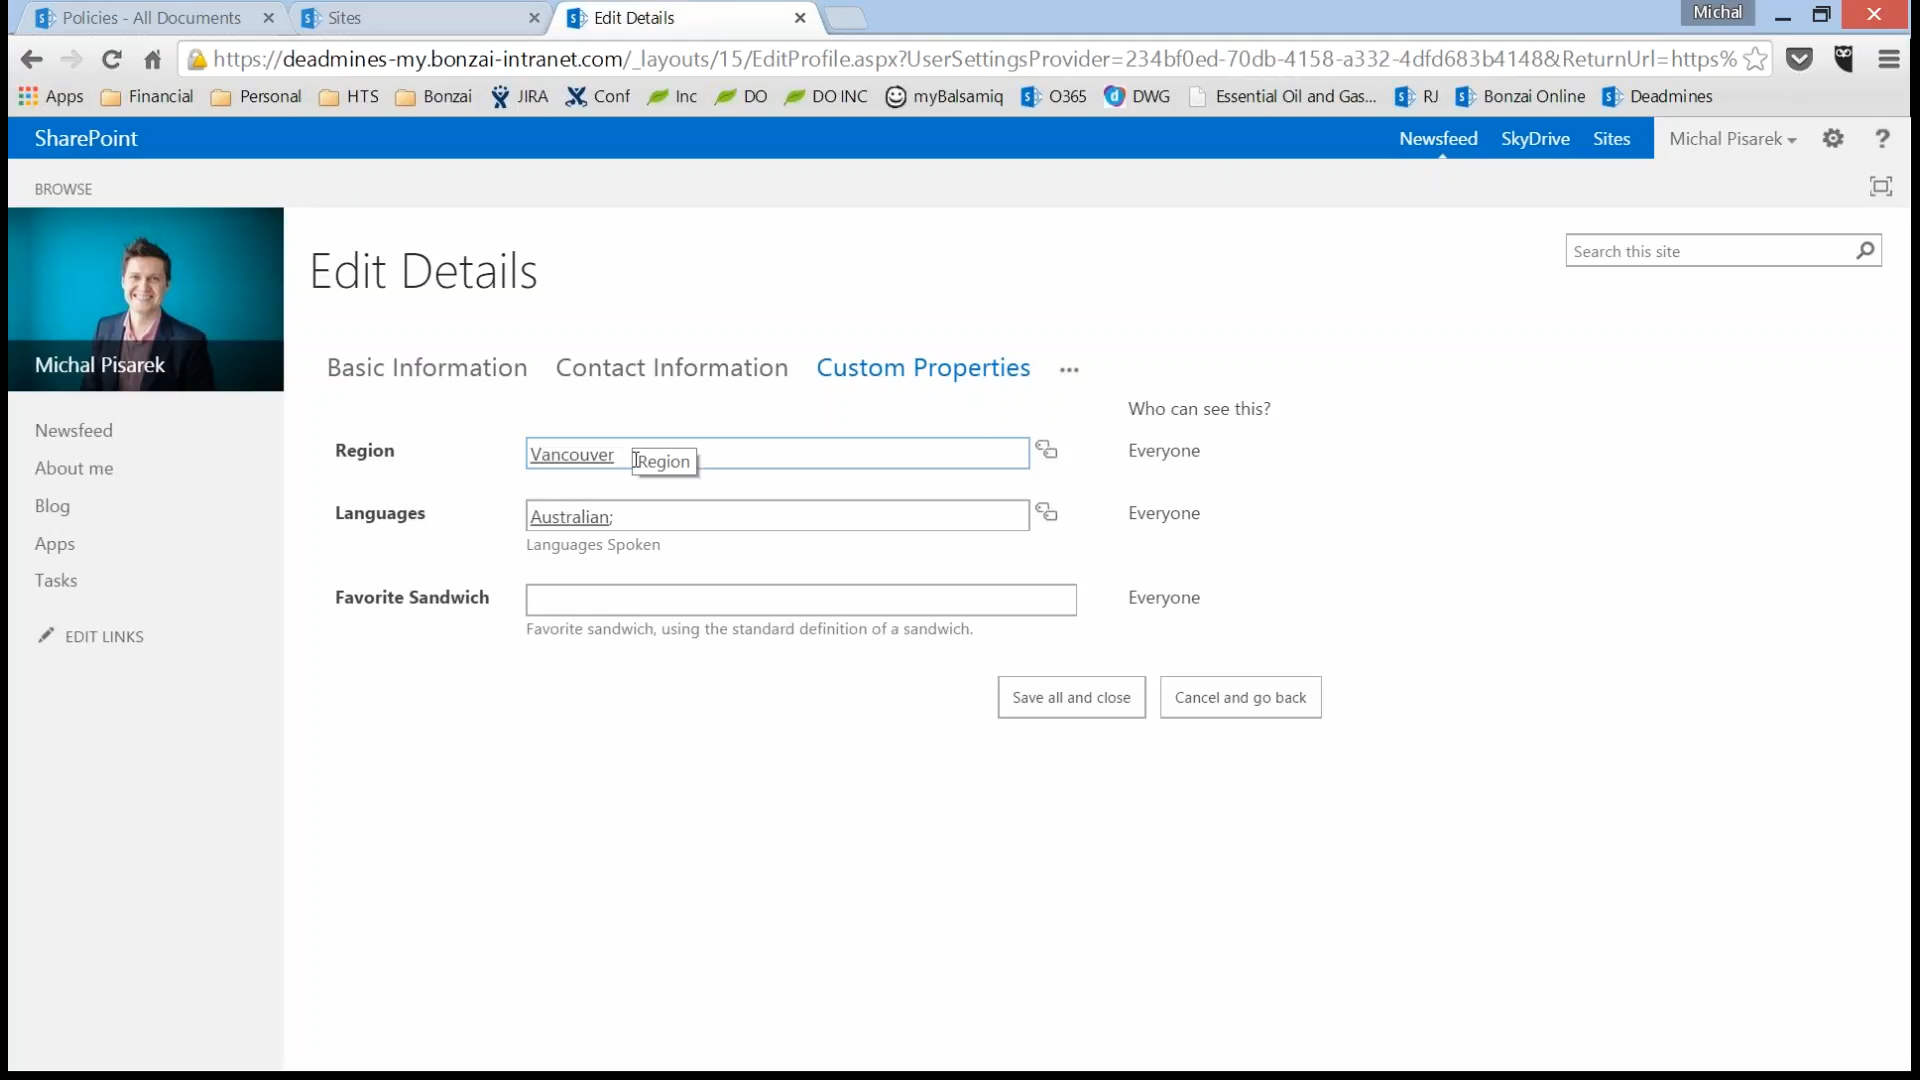 Policies - All Documents
Sites
Edit Details
Michal
https://deadmines-my.bonzai-intranet.com/_layouts/15/EditProfile.aspx?UserSettingsProvider=234bf0ed-70db-4158-a332-4dfd683b4148&ReturnUrl=https%
Apps Financial Personal HTS Bonzai JIRA Conf Inc DO DO INC myBalsamiq O365 DWG Essential Oil and Gas... RJ Bonzai Online Deadmines
SharePoint
Newsfeed SkyDrive Sites Michal Pisarek ?
BROWSE
Edit Details
Search this site
Michal Pisarek
Basic Information Contact Information Custom Properties ...
Who can see this?
Newsfeed
About me
Blog
Apps
Tasks
EDIT LINKS
Region Vancouver Region Everyone
Languages Australian; Everyone
Languages Spoken
Favorite Sandwich Everyone
Favorite sandwich, using the standard definition of a sandwich.
Save all and close Cancel and go back